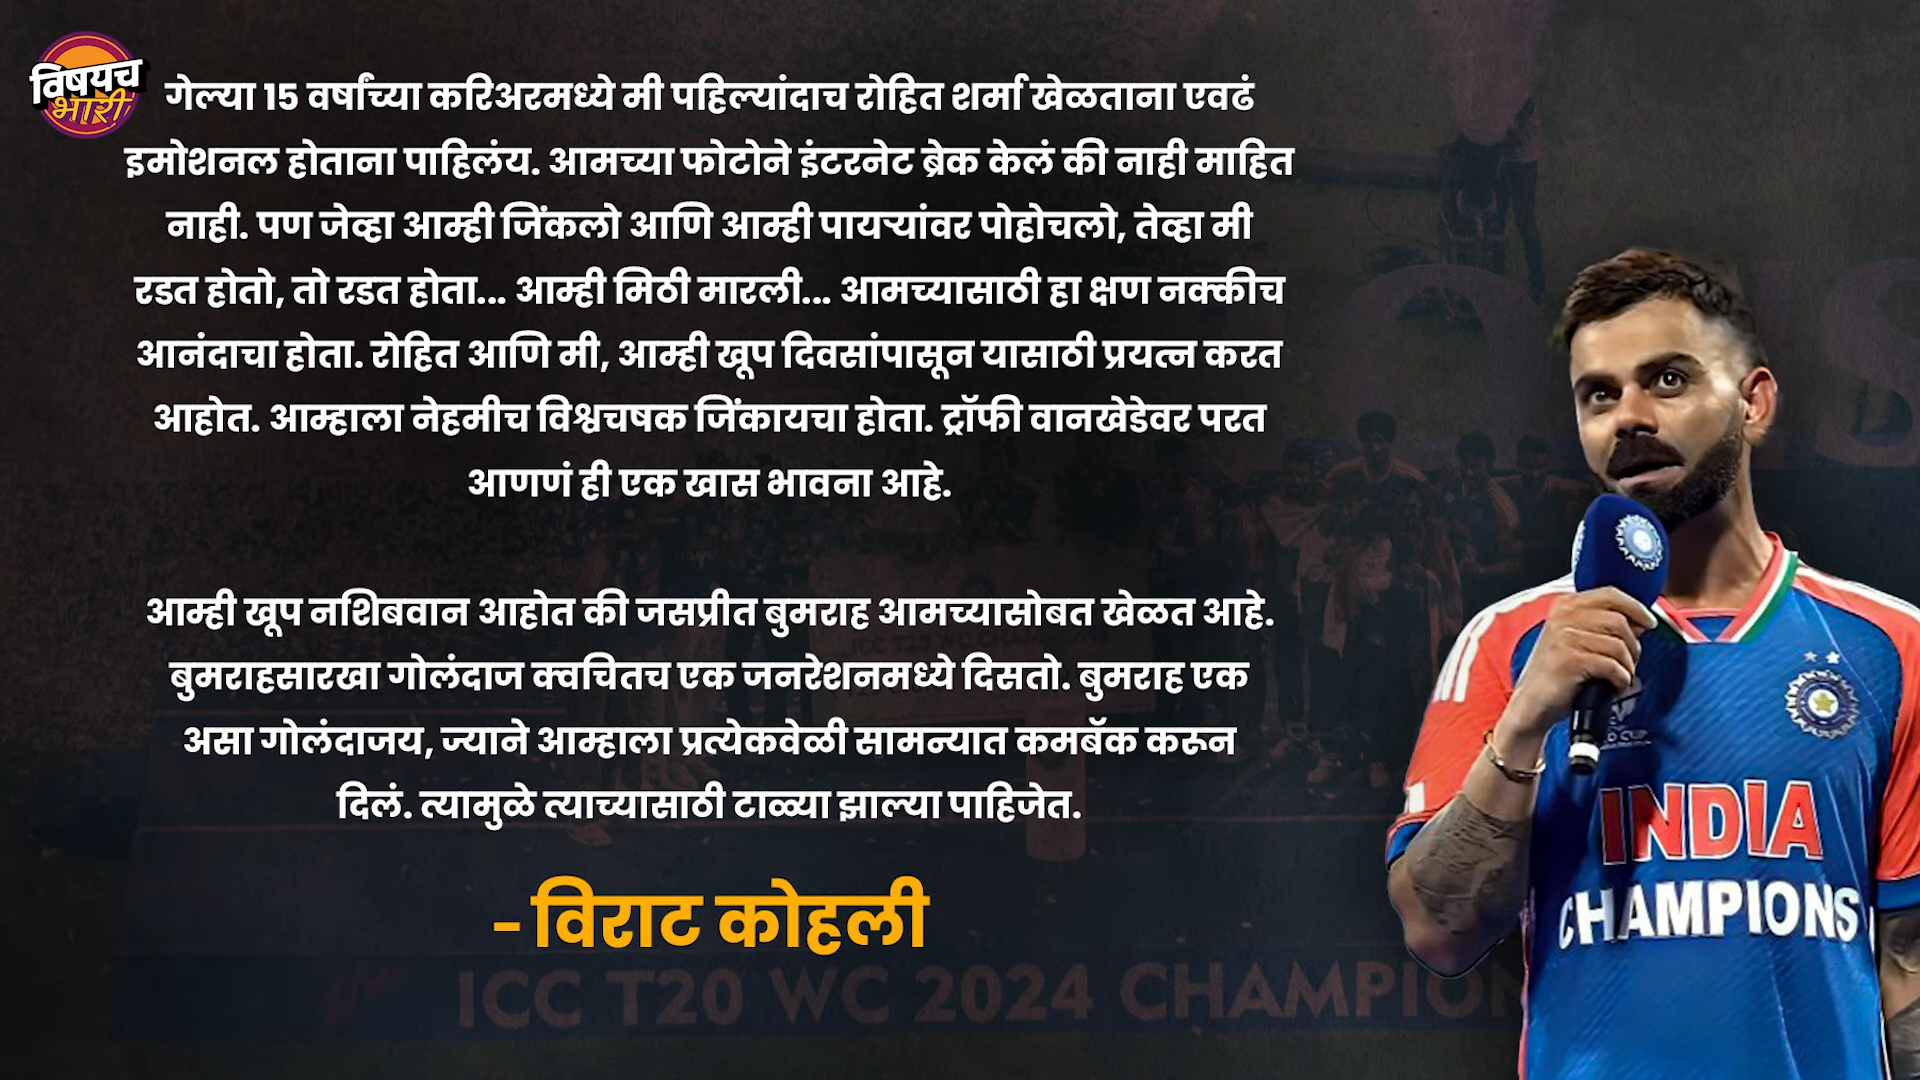 विषयच
भारी
गेल्या 15 वर्षांच्या करिअरमध्ये मी पहिल्यांदाच रोहित शर्मा खेळताना एवढं
इमोशनल होताना पाहिलंय. आमच्या फोटोने इंटरनेट ब्रेक केलं की नाही माहित
नाही. पण जेव्हा आम्ही जिंकलो आणि आम्ही पायऱ्यांवर पोहोचलो, तेव्हा मी
रडत होतो, तो रडत होता... आम्ही मिठी मारली... आमच्यासाठी हा क्षण नक्कीच
आनंदाचा होता. रोहित आणि मी, आम्ही खूप दिवसांपासून यासाठी प्रयत्न करत
आहोत. आम्हाला नेहमीच विश्वचषक जिंकायचा होता. ट्रॉफी वानखेडेवर परत
आणणं ही एक खास भावना आहे.
आम्ही खूप नशिबवान आहोत की जसप्रीत बुमराह आमच्यासोबत खेळत आहे.
बुमराहसारखा गोलंदाज क्वचितच एक जनरेशनमध्ये दिसतो. बुमराह एक
असा गोलंदाजय, ज्याने आम्हाला प्रत्येकवेळी सामन्यात कमबॅक करून
दिलं. त्यामुळे त्याच्यासाठी टाळ्या झाल्या पाहिजेत.
- विराट कोहली
ICC T20 WC 2024 CHAMPION
INDIA
CHAMPIONS